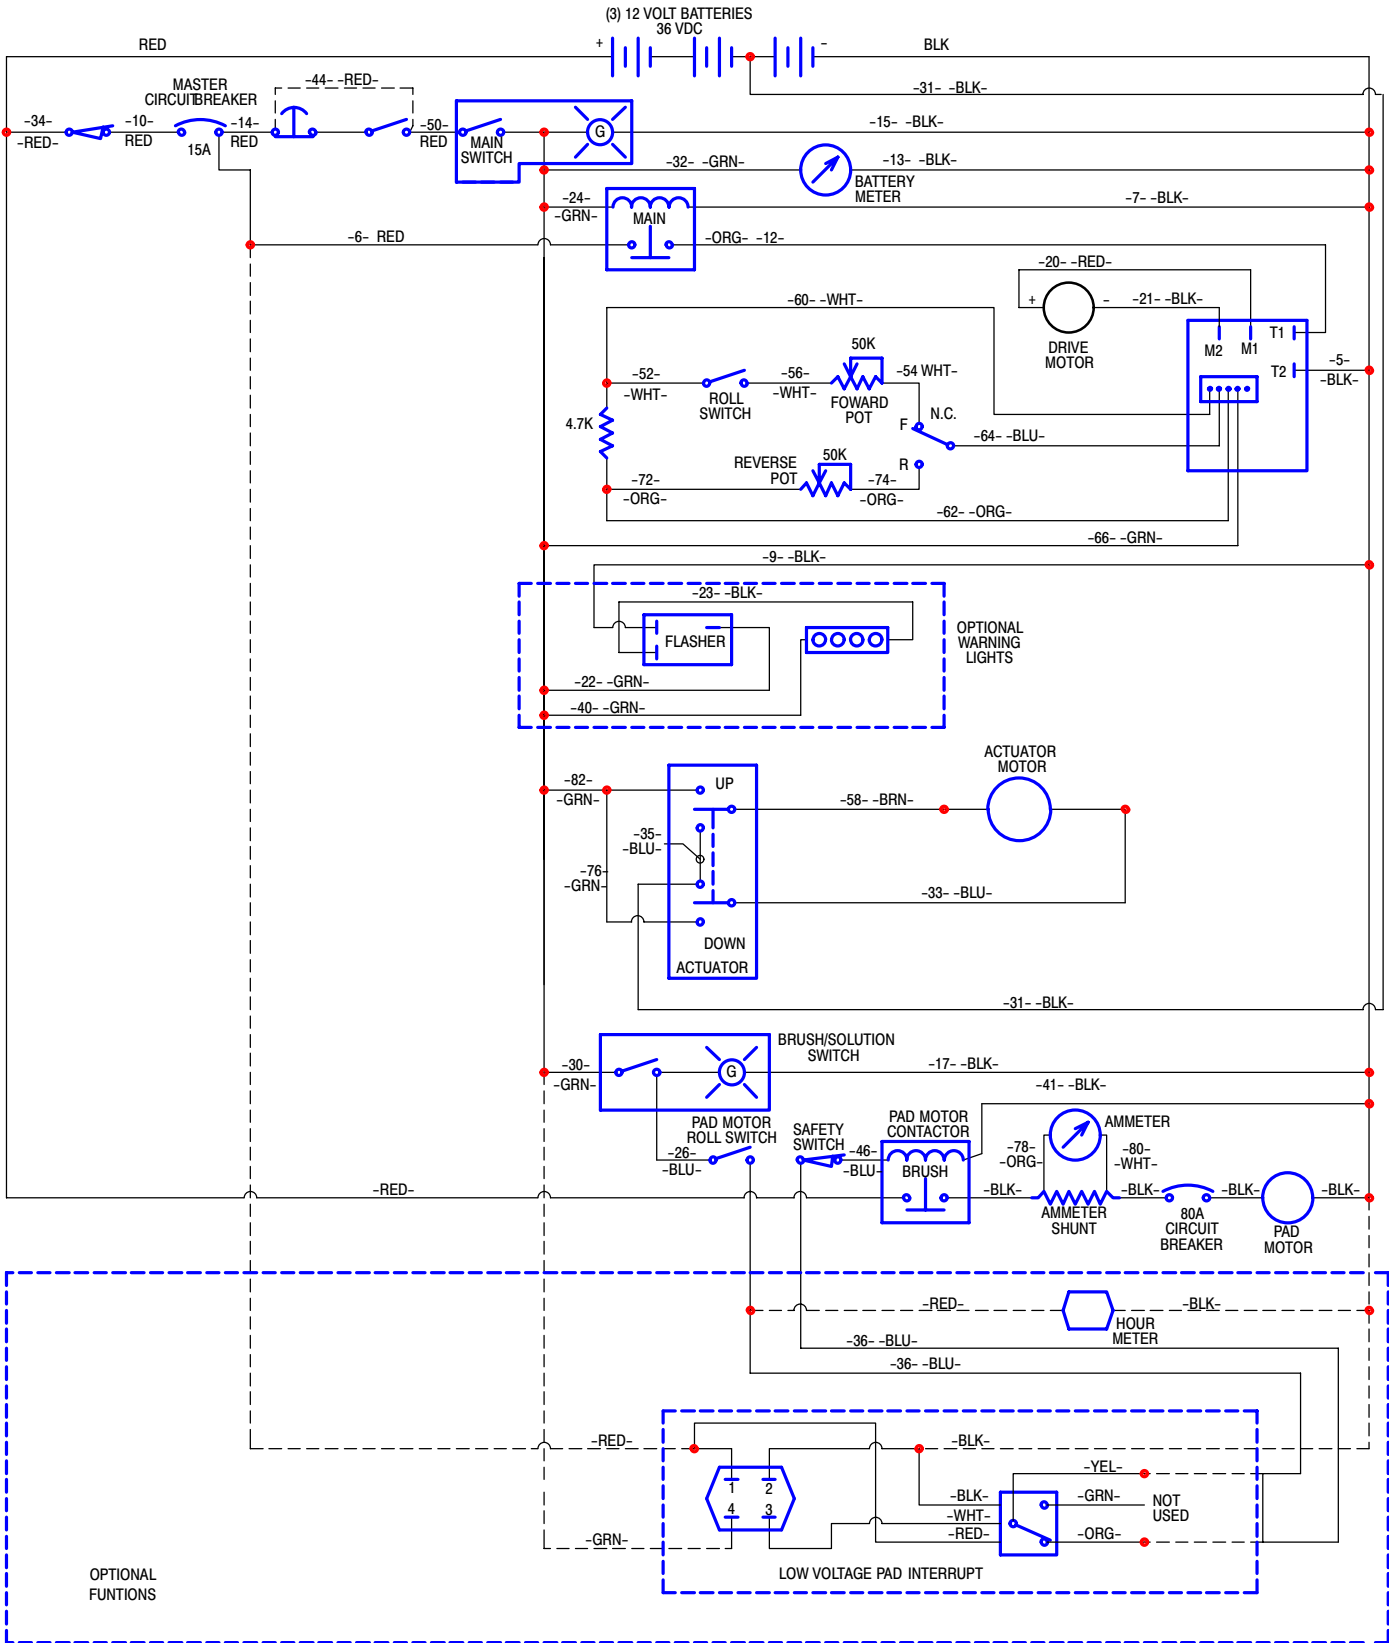 (3) 12 VOLT BATTERIES
36 VDC
RED
+
-
BLK
-31- -BLK-
-44- -RED-
MASTER
CIRCUITBREAKER
-34-
-RED-
-10-
RED
15A
-14-
RED
-50-
RED
MAIN
SWITCH
G
-15- -BLK-
-32- -GRN-
-13- -BLK-
BATTERY
METER
-24-
-GRN-
MAIN
-7- -BLK-
-6- RED
-ORG- -12-
-20- -RED-
+
-
-21- -BLK-
DRIVE
MOTOR
-60- -WHT-
M2
M1
T1
T2
-5-
-BLK-
50K
-52-
-WHT-
ROLL
SWITCH
-56-
-WHT-
FOWARD
POT
-54 WHT-
4.7K
F
N.C.
-64- -BLU-
R
REVERSE
POT
50K
-72-
-ORG-
-74-
-ORG-
-62- -ORG-
-66- -GRN-
-9- -BLK-
-23- -BLK-
FLASHER
OPTIONAL
WARNING
LIGHTS
-22- -GRN-
-40- -GRN-
ACTUATOR
MOTOR
-82-
-GRN-
UP
-58- -BRN-
-35-
-BLU-
-76-
-GRN-
-33- -BLU-
DOWN
ACTUATOR
-31- -BLK-
BRUSH/SOLUTION
SWITCH
-30-
-GRN-
G
-17- -BLK-
-41- -BLK-
PAD MOTOR
ROLL SWITCH
SAFETY
SWITCH
PAD MOTOR
CONTACTOR
AMMETER
-26-
-BLU-
-46-
-BLU-
BRUSH
-78-
-ORG-
-80-
-WHT-
-RED-
-BLK-
AMMETER
SHUNT
-BLK-
80A
CIRCUIT
BREAKER
-BLK-
PAD
MOTOR
-BLK-
-RED-
-BLK-
HOUR
METER
-36- -BLU-
-36- -BLU-
-RED-
-BLK-
1
2
4
3
-YEL-
-BLK-
-GRN-
NOT
USED
-WHT-
-RED-
-ORG-
-GRN-
LOW VOLTAGE PAD INTERRUPT
OPTIONAL
FUNTIONS